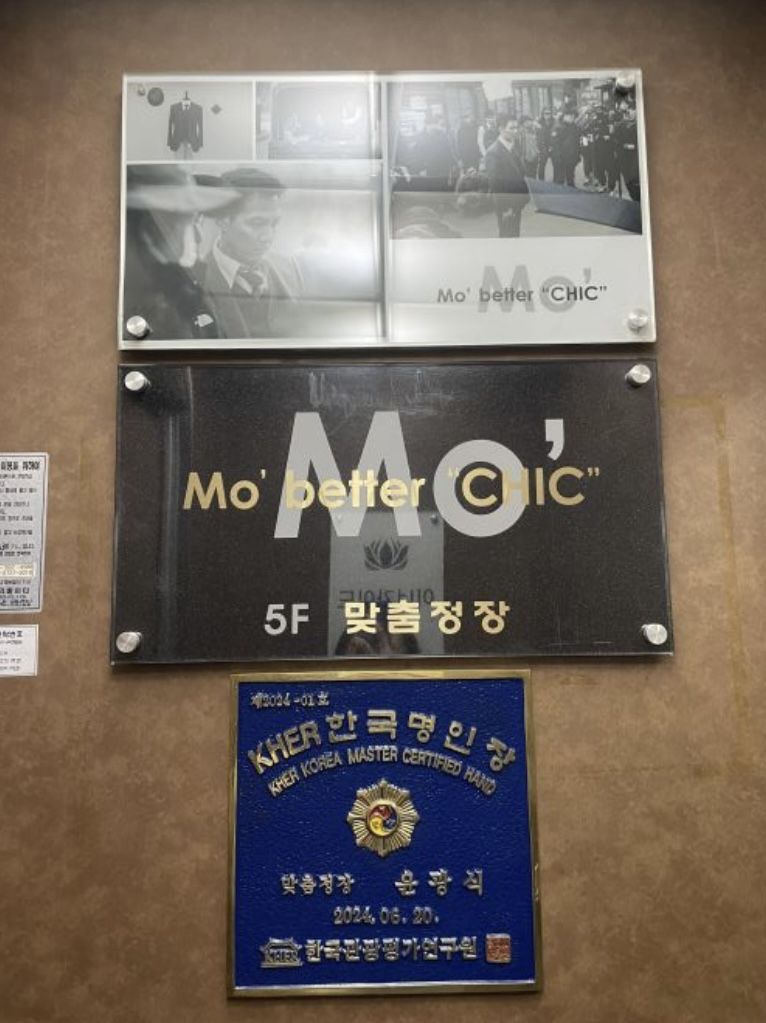 Mo'
Mo' better “CHIC”
Mo'
Mo' better “CHIC”
5F 맞춤정장
제2024-01호
KHER 한국명인장
KHER KOREA MASTER CERTIFIED HAND
맞춤정장 윤광식
2024. 06. 20.
KHER 한국관광평가연구원